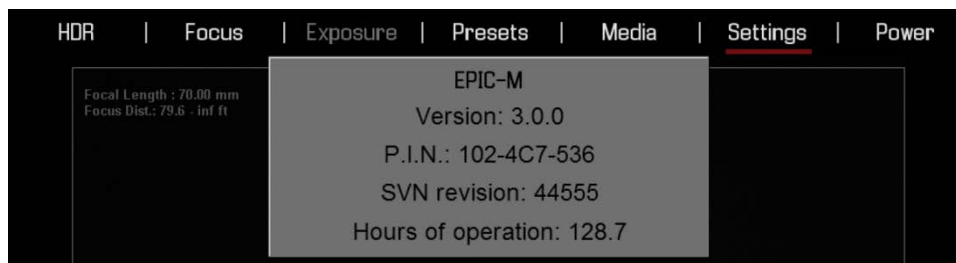 HDR | Focus | Exposure | Presets | Media | Settings | Power
Focal Length : 70.00 mm
Focus Dist.: 79.6 - inf ft
EPIC-M
Version: 3.0.0
P.I.N.: 102-4C7-536
SVN revision: 44555
Hours of operation: 128.7